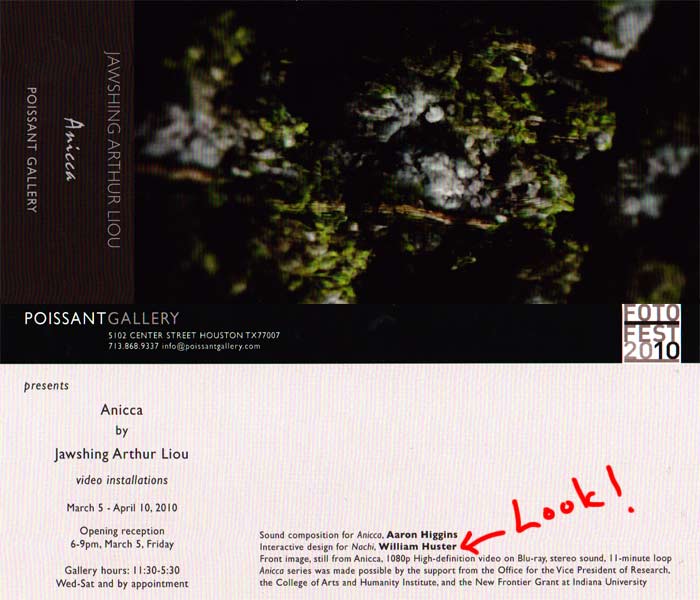 JAWSHING ARTHUR LIOU
Anicca
POISSANT GALLERY
POISSANTGALLERY
5102 CENTER STREET HOUSTON TX77007
713.868.9337 info@poissantgallery.com
FOTO
FEST
2010
presents
Anicca
by
Jawshing Arthur Liou
video installations
March 5 - April 10, 2010
Opening reception
6-9pm, March 5, Friday
Gallery hours: 11:30-5:30
Wed-Sat and by appointment
Look!
Sound composition for Anicca, Aaron Higgins
Interactive design for Nachi, William Huster
Front image, still from Anicca, 1080p High-definition video on Blu-ray, stereo sound, 11-minute loop
Anicca series was made possible by the support from the Office for the Vice President of Research,
the College of Arts and Humanity Institute, and the New Frontier Grant at Indiana University